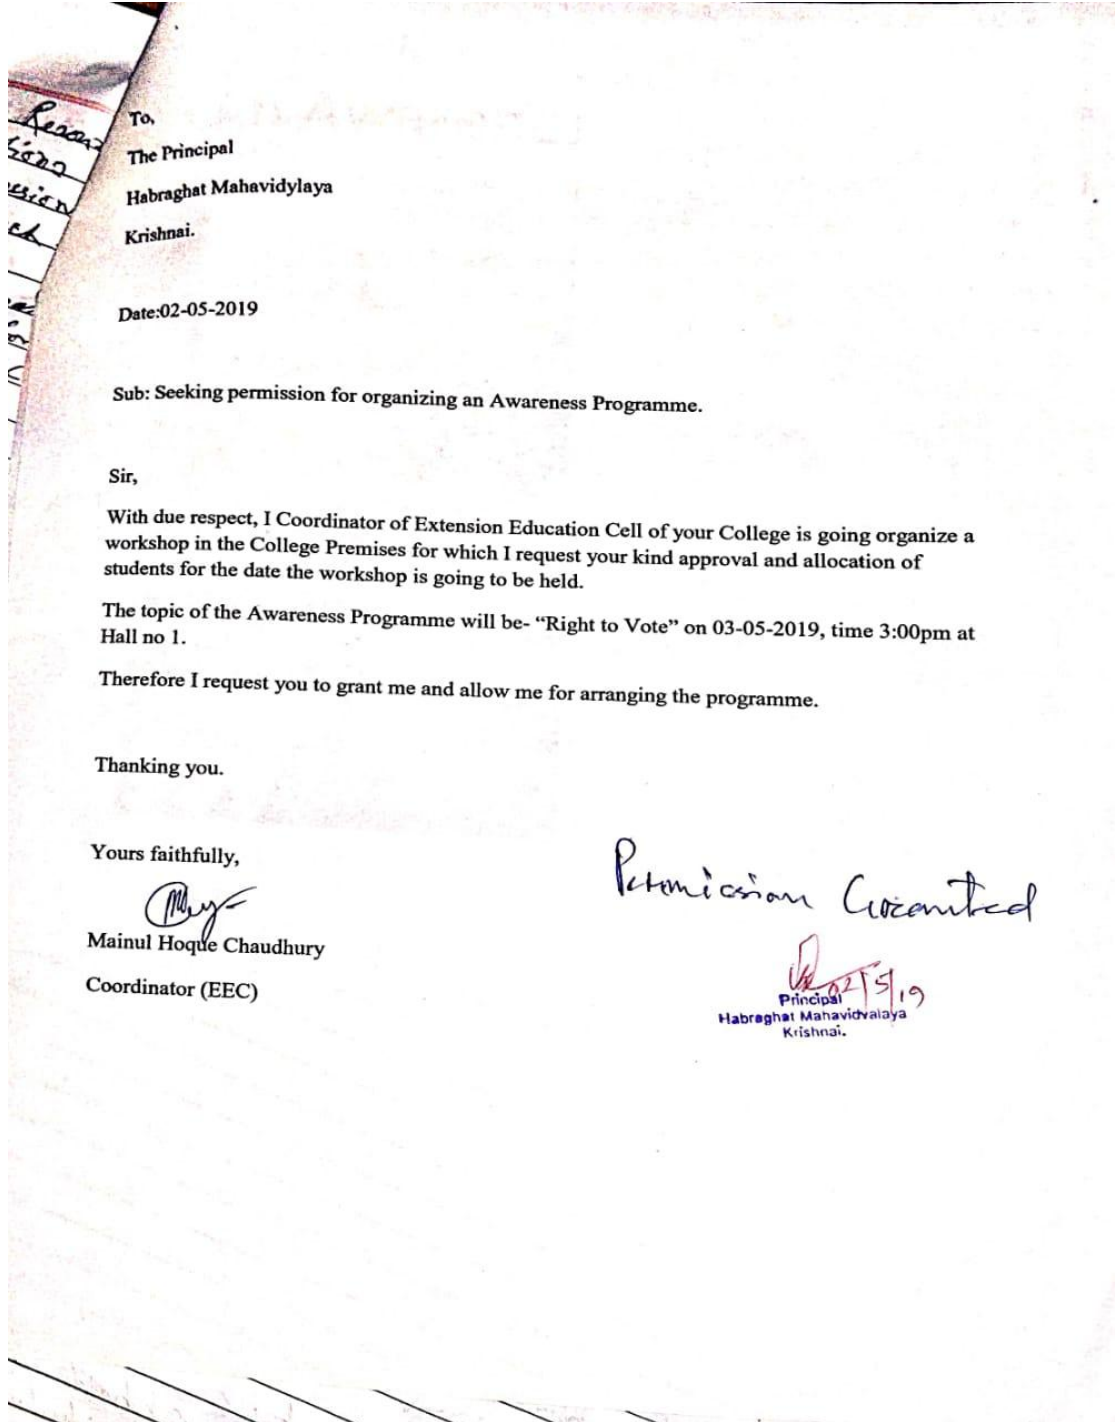 To,
The Principal
Habraghat Mahavidylaya
Krishnai.
Date:02-05-2019
Sub: Seeking permission for organizing an Awareness Programme.
Sir,
With due respect, I Coordinator of Extension Education Cell of your College is going organize a
workshop in the College Premises for which I request your kind approval and allocation of
students for the date the workshop is going to be held.
The topic of the Awareness Programme will be- “Right to Vote” on 03-05-2019, time 3:00pm at
Hall no 1.
Therefore I request you to grant me and allow me for arranging the programme.
Thanking you.
Yours faithfully,
Mainul Hoque Chaudhury
Coordinator (EEC)
Permission Granted
02/5/19
Principal
Habraghat Mahavidyalaya
Krishnai.